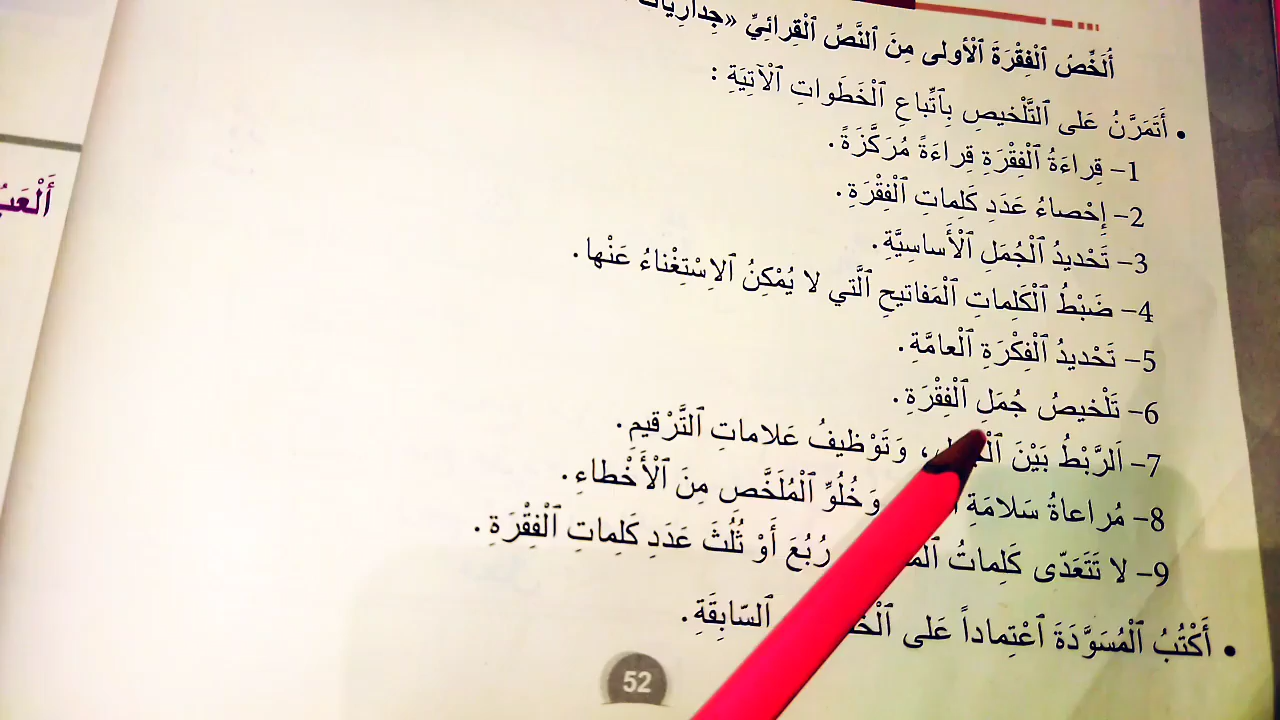 أُلَخِّصُ ٱلْفِقْرَةَ ٱلْأولى مِنَ ٱلنَّصِّ ٱلْقِرائِيِّ «جِدارِيات
• أَتَمَرَّنُ عَلى ٱلتَّلْخيصِ بِٱتِّباعِ ٱلْخَطَواتِ ٱلْآتِيَةِ :
1– قِراءَةُ ٱلْفِقْرَةِ قِراءَةً مُرَكَّزَةً.
2– إِحْصاءُ عَدَدِ كَلِماتِ ٱلْفِقْرَةِ.
3– تَحْديدُ ٱلْجُمَلِ ٱلْأَساسِيَّةِ.
4– ضَبْطُ ٱلْكَلِماتِ ٱلْمَفاتيحِ ٱلَّتي لا يُمْكِنُ ٱلِاسْتِغْناءُ عَنْها.
5– تَحْديدُ ٱلْفِكْرَةِ ٱلْعامَّةِ.
6– تَلْخيصُ جُمَلِ ٱلْفِقْرَةِ.
7– اَلرَّبْطُ بَيْنَ ، وَتَوْظيفُ عَلاماتِ ٱلتَّرْقيمِ.
8– مُراعاةُ سَلامَةِ وَخُلُوِّ ٱلْمُلَخَّصِ مِنَ ٱلْأَخْطاءِ.
9– لا تَتَعَدّى كَلِماتُ رُبُعَ أَوْ ثُلُثَ عَدَدِ كَلِماتِ ٱلْفِقْرَةِ.
• أَكْتُبُ ٱلْمُسَوَّدَةَ ٱعْتِماداً عَلى ٱلسّابِقَةِ.
52